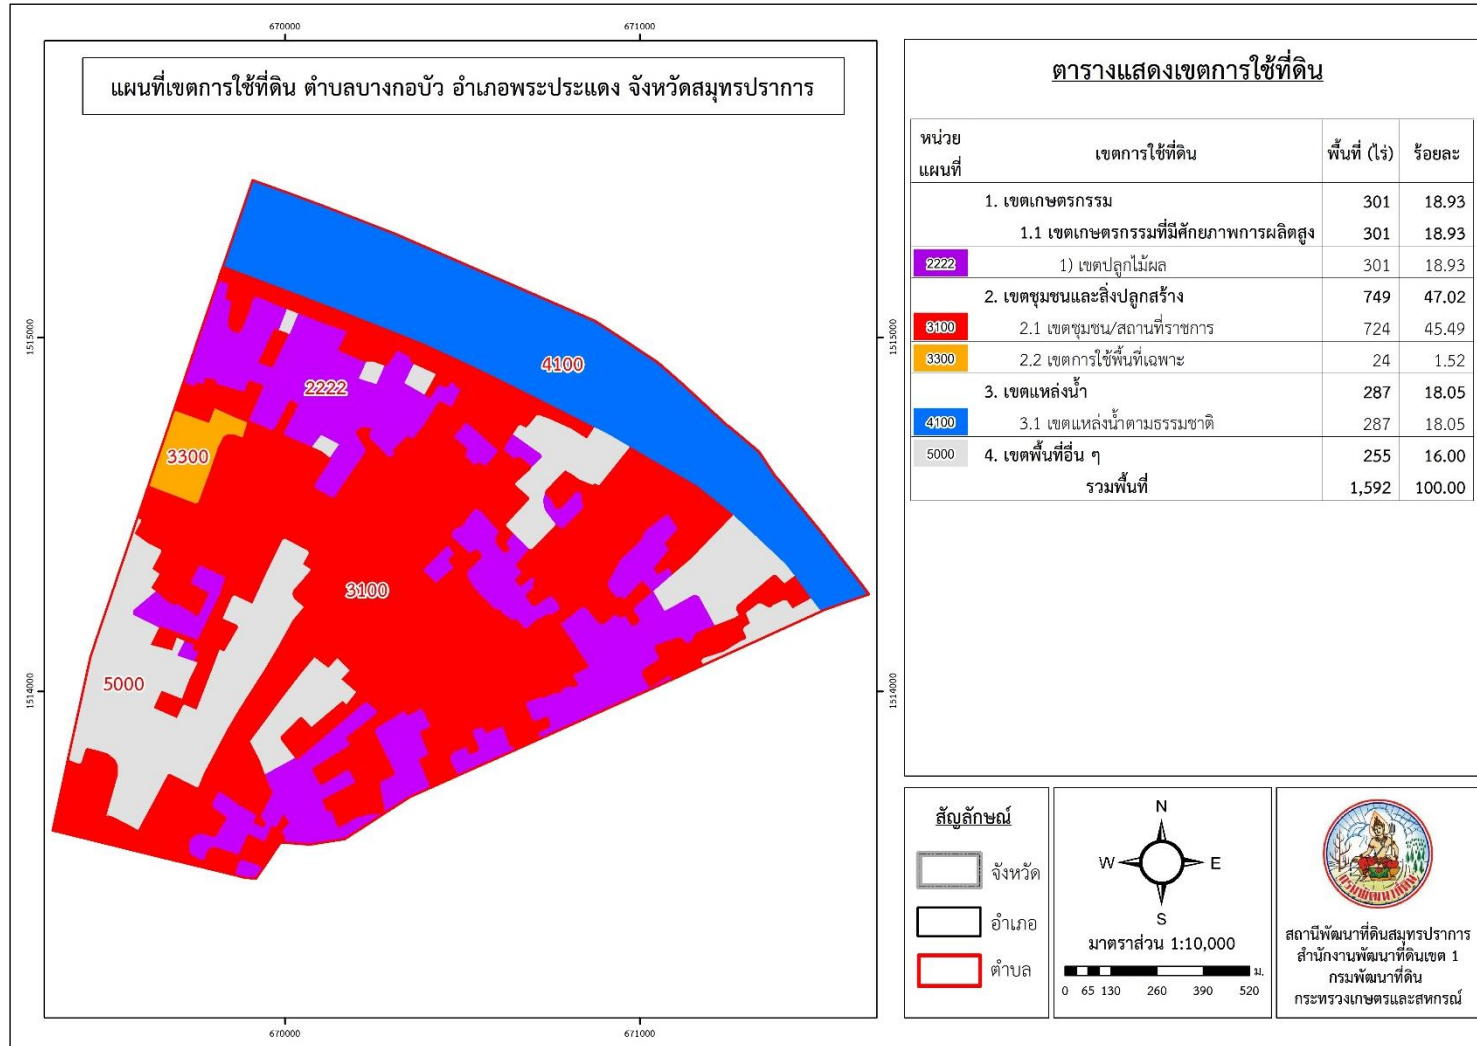 670000
671000
แผนที่เขตการใช้ที่ดิน ตำบลบางกอบัว อำเภอพระประแดง จังหวัดสมุทรปราการ
1515000
1515000
1514000
1514000
4100
2222
3300
3100
5000
670000
671000
ตารางแสดงเขตการใช้ที่ดิน
หน่วยแผนที่ เขตการใช้ที่ดิน พื้นที่ (ไร่) ร้อยละ
1. เขตเกษตรกรรม 301 18.93
1.1 เขตเกษตรกรรมที่มีศักยภาพการผลิตสูง 301 18.93
2222 1) เขตปลูกไม้ผล 301 18.93
2. เขตชุมชนและสิ่งปลูกสร้าง 749 47.02
3100 2.1 เขตชุมชน/สถานที่ราชการ 724 45.49
3300 2.2 เขตการใช้พื้นที่เฉพาะ 24 1.52
3. เขตแหล่งน้ำ 287 18.05
4100 3.1 เขตแหล่งน้ำตามธรรมชาติ 287 18.05
5000 4. เขตพื้นที่อื่น ๆ 255 16.00
รวมพื้นที่ 1,592 100.00
สัญลักษณ์
จังหวัด
อำเภอ
ตำบล
N
W E
S
มาตราส่วน 1:10,000
ม.
0 65 130 260 390 520
กรมพัฒนาที่ดิน
สถานีพัฒนาที่ดินสมุทรปราการ
สำนักงานพัฒนาที่ดินเขต 1
กรมพัฒนาที่ดิน
กระทรวงเกษตรและสหกรณ์